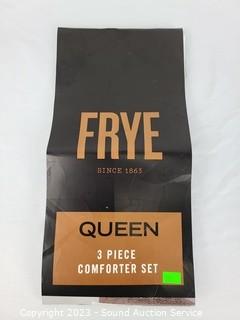 FRYE
SINCE 1863
QUEEN
3 PIECE
COMFORTER SET
Copyright 2023 - Sound Auction Service